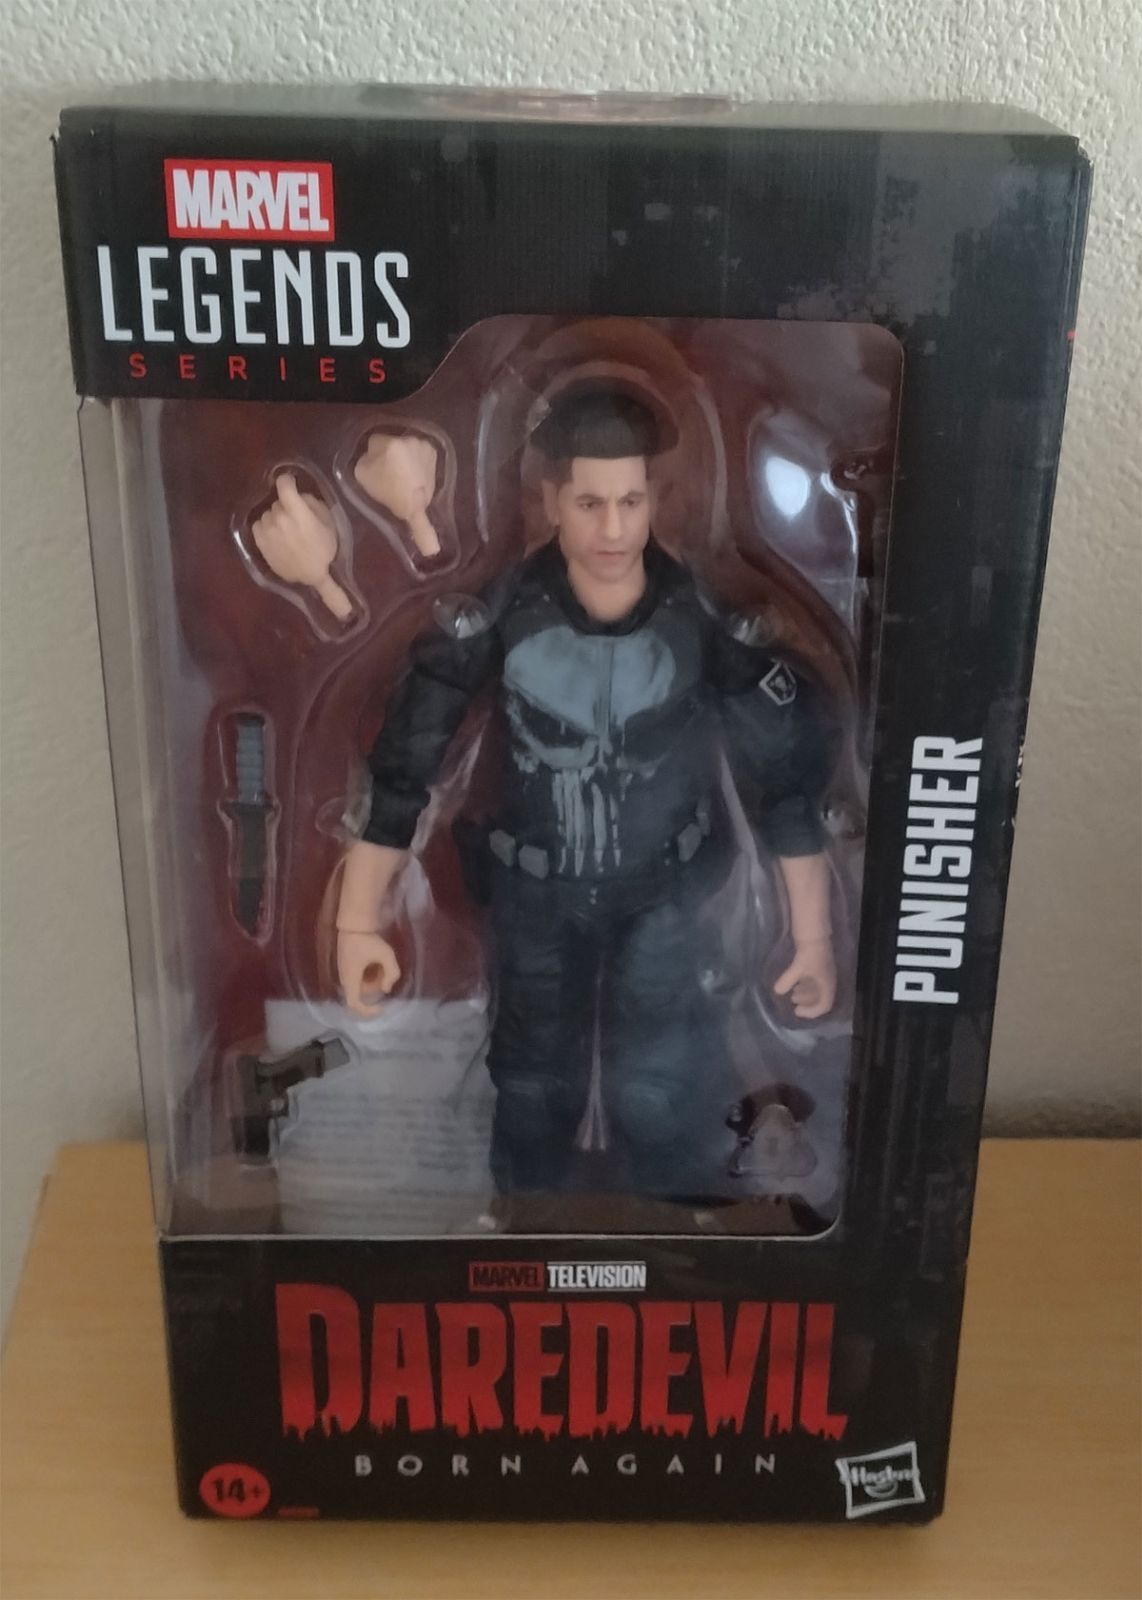 MARVEL
LEGENDS
SERIES
PUNISHER
MARVEL TELEVISION
DAREDEVIL
BORN AGAIN
14+
Hasbro